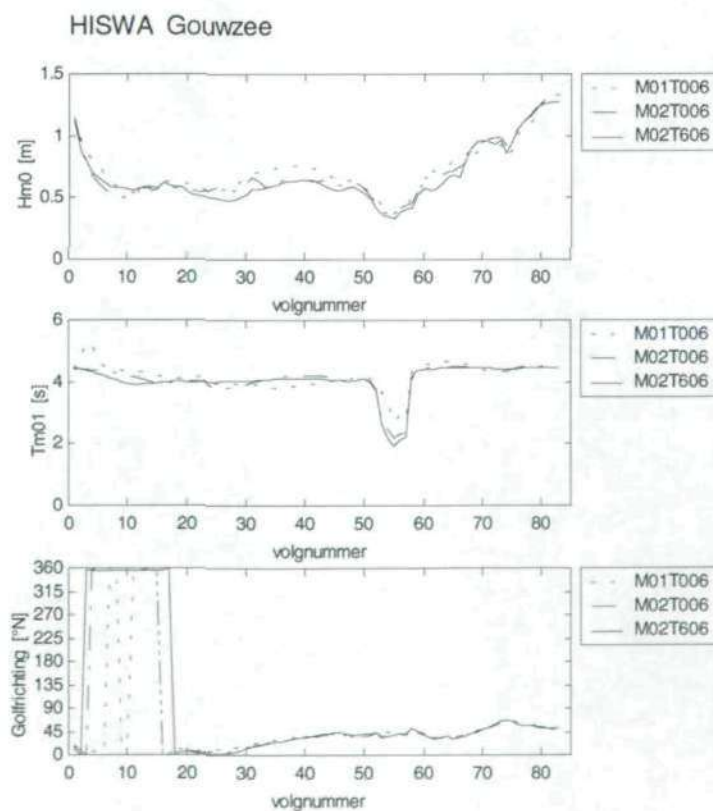 HISWA Gouwzee
1.5
1
0.5
0
Hm0 [m]
0 10 20 30 40 50 60 70 80
volgnummer
M01T006
M02T006
M02T606
6
4
2
0
Tm01 [s]
0 10 20 30 40 50 60 70 80
volgnummer
M01T006
M02T006
M02T606
360
315
270
225
180
135
90
45
0
Golfrichting [°N]
0 10 20 30 40 50 60 70 80
volgnummer
M01T006
M02T006
M02T606